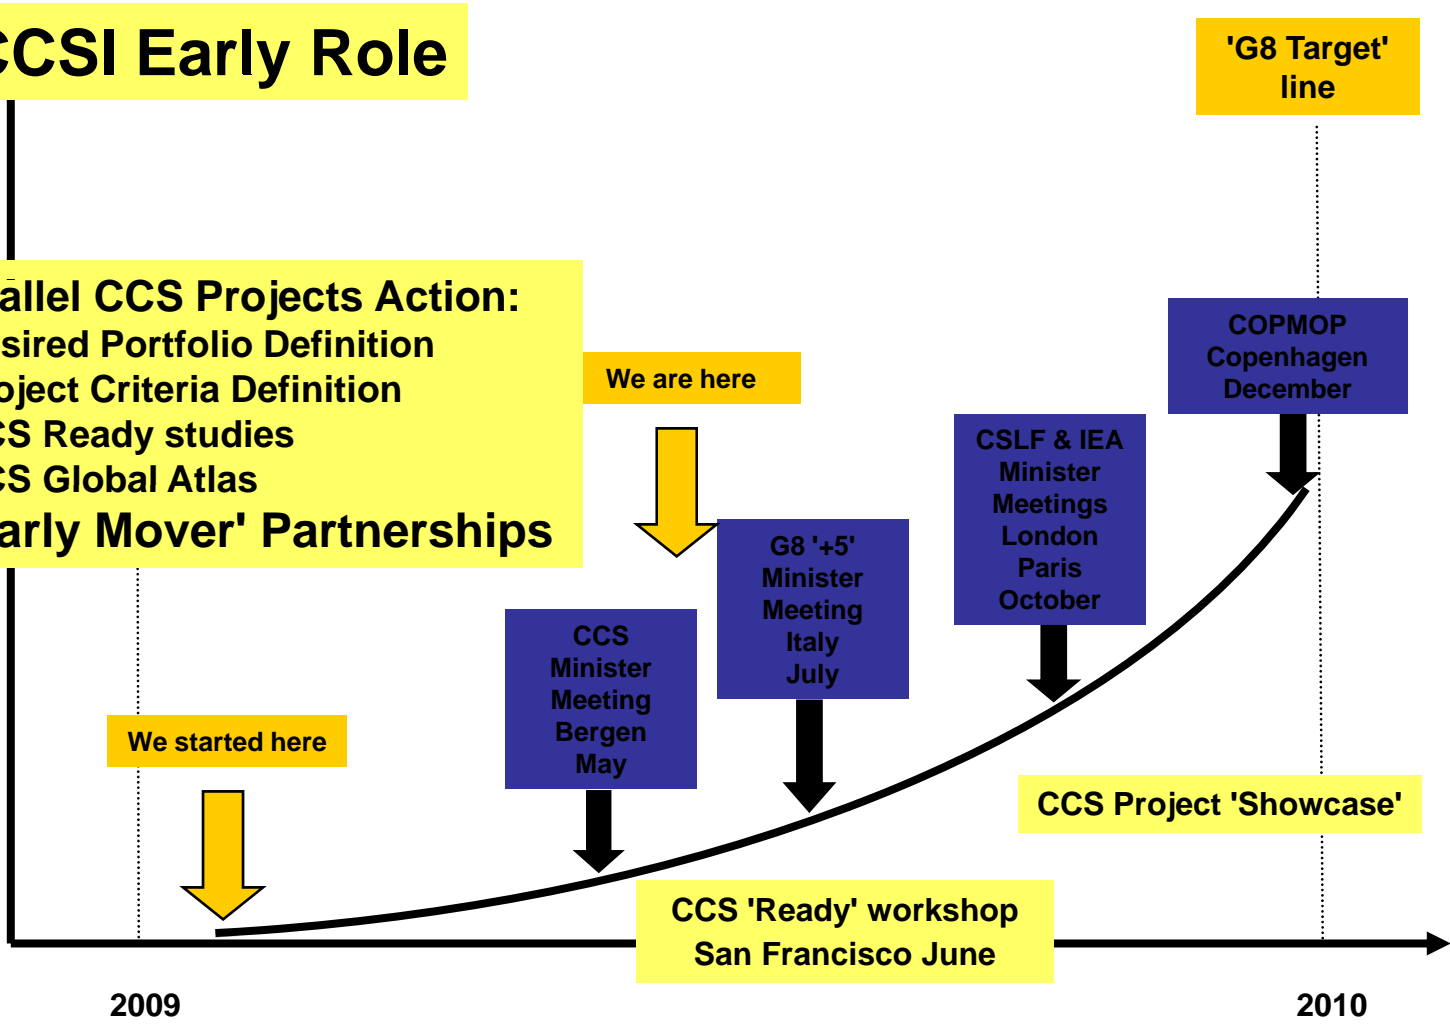 CCSI Early Role
'G8 Target'
line
allel CCS Projects Action:
sired Portfolio Definition
oject Criteria Definition
CS Ready studies
CS Global Atlas
arly Mover' Partnerships
We are here
COPMOP
Copenhagen
December
CSLF & IEA
Minister
Meetings
London
Paris
October
G8 '+5'
Minister
Meeting
Italy
July
CCS
Minister
Meeting
Bergen
May
We started here
CCS Project 'Showcase'
CCS 'Ready' workshop
San Francisco June
2009
2010